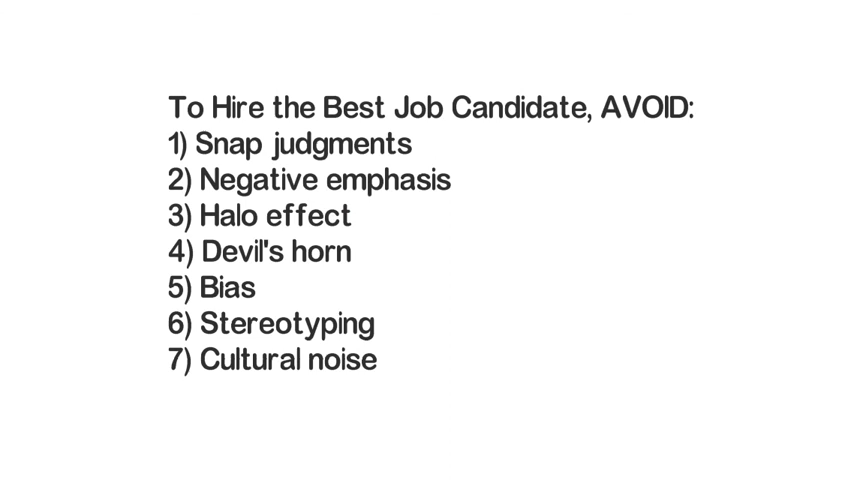 To Hire the Best Job Candidate, AVOID:
1) Snap judgments
2) Negative emphasis
3) Halo effect
4) Devil's horn
5) Bias
6) Stereotyping
7) Cultural noise